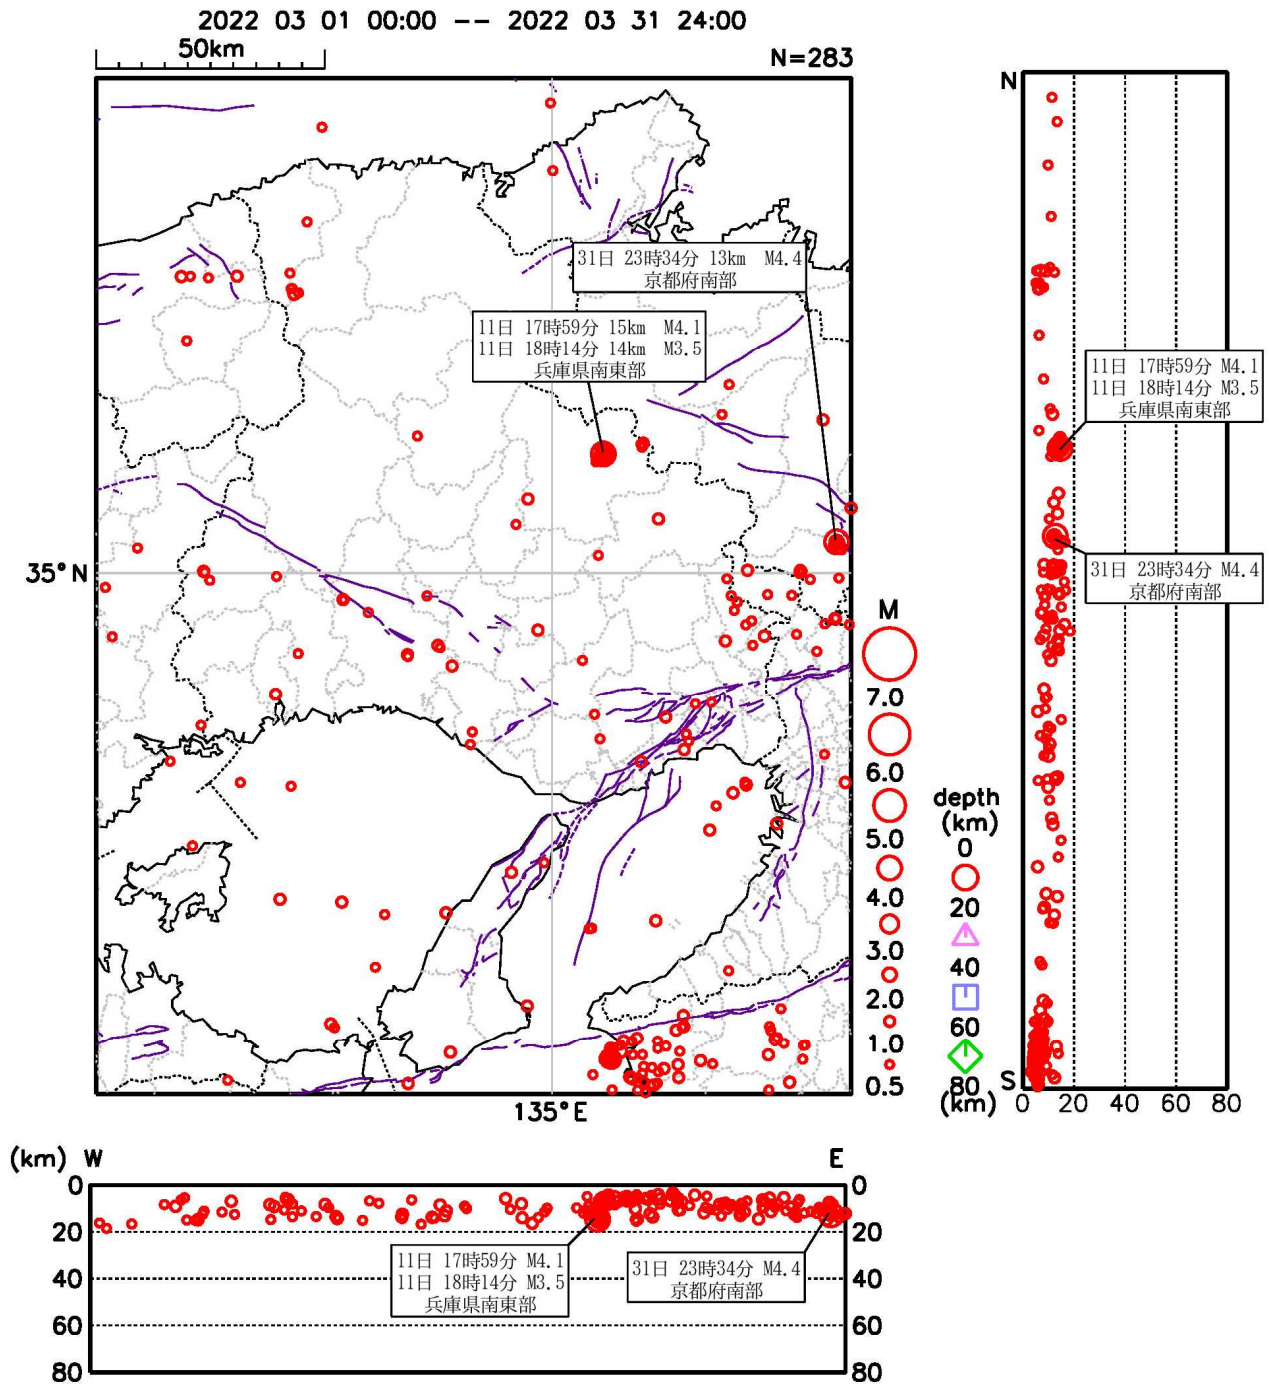 2022 03 01 00:00 -- 2022 03 31 24:00
50km
N=283
31日 23時34分 13km M4.4
京都府南部
11日 17時59分 15km M4.1
11日 18時14分 14km M3.5
兵庫県南東部
35°N
135°E
M
7.0
6.0
5.0
4.0
3.0
2.0
1.0
0.5
depth
(km)
0
20
40
60
80
(km)
N
11日 17時59分 M4.1
11日 18時14分 M3.5
兵庫県南東部
31日 23時34分 M4.4
京都府南部
S
0 20 40 60 80
(km) W E
0 0
20 20
11日 17時59分 M4.1
11日 18時14分 M3.5
兵庫県南東部
31日 23時34分 M4.4
京都府南部
40 40
60 60
80 80